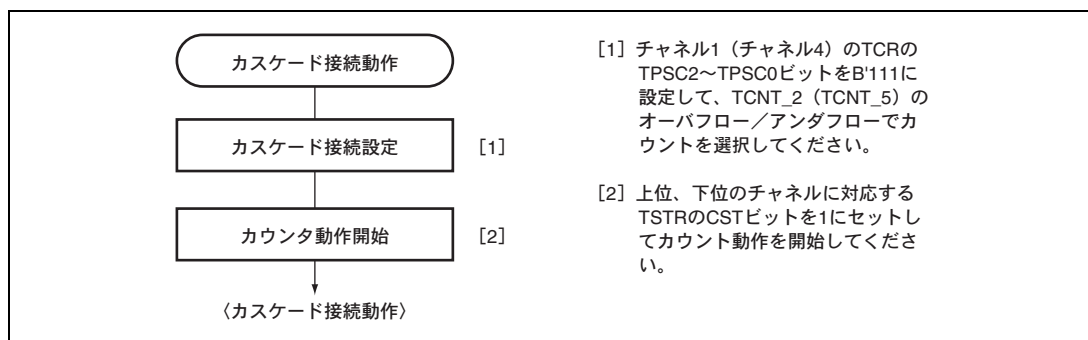 カスケード接続動作
カスケード接続設定 [1]
カウンタ動作開始 [2]
〈カスケード接続動作〉
[1] チャネル1(チャネル4)のTCRの
TPSC2~TPSC0ビットをB'111に
設定して、TCNT_2(TCNT_5)の
オーバフロー/アンダフローでカ
ウントを選択してください。
[2] 上位、下位のチャネルに対応する
TSTRのCSTビットを1にセットし
てカウント動作を開始してくださ
い。